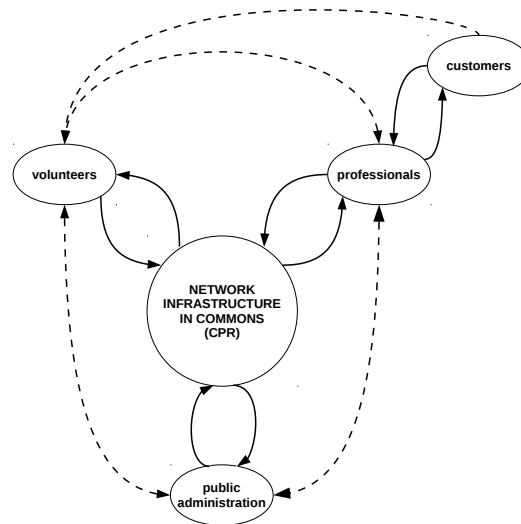 customers
volunteers
professionals
NETWORK
INFRASTRUCTURE
IN COMMONS
(CPR)
public
administration